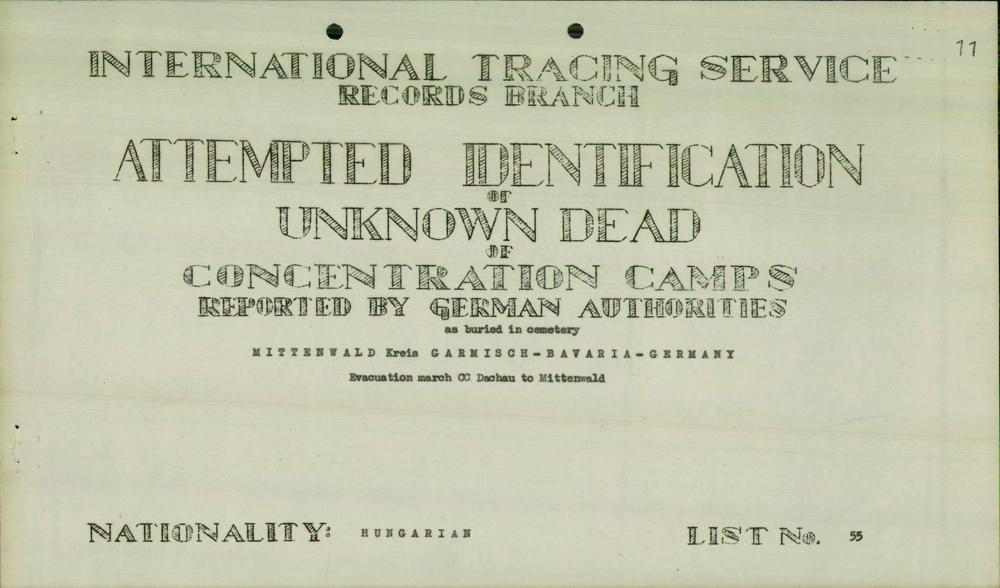 11
INTERNATIONAL TRACING SERVICE
RECORDS BRANCH
ATTEMPTED IDENTIFICATION
OF
UNKNOWN DEAD
OF
CONCENTRATION CAMPS
REPORTED BY GERMAN AUTHORITIES
as buried in cemetery
MITTENWALD Kreis GARMISCH-BAVARIA-GERMANY
Evacuation march CC Dachau to Mittenwald
NATIONALITY: HUNGARIAN LIST No. 55